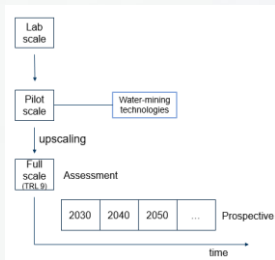 Lab
scale
Pilot
scale
Water-mining
technologies
upscaling
Full
scale
(TRL 9)
Assessment
2030 2040 2050 ... Prospective
time